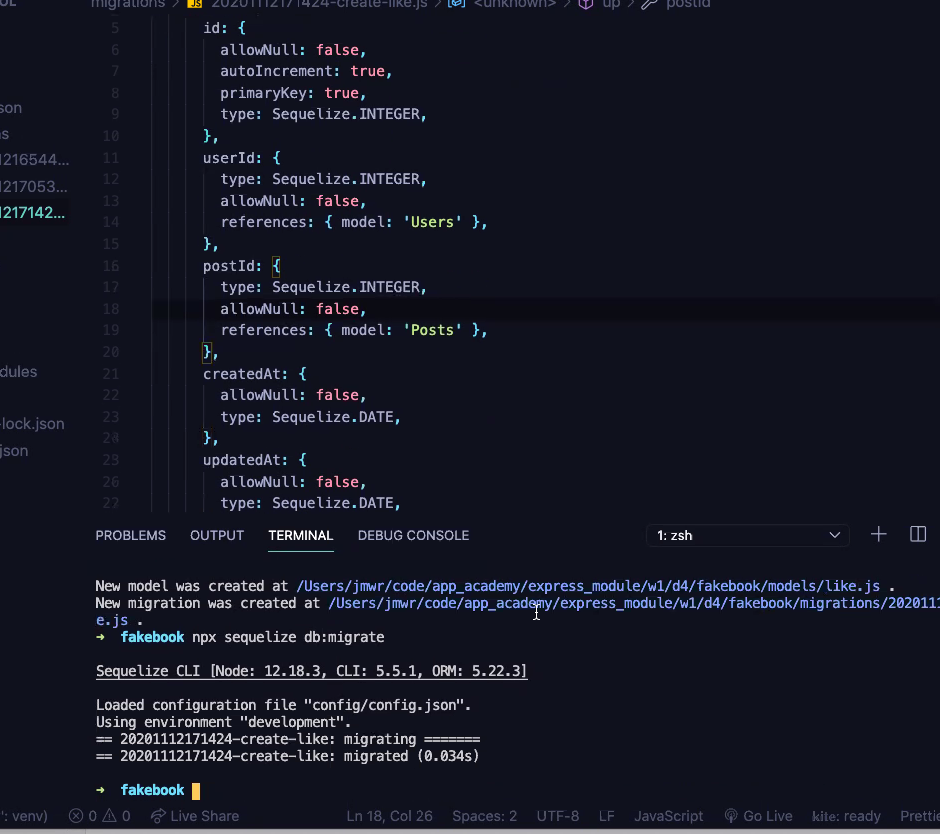 migrations > JS 20201112171424-create-like.js > <unknown> > up > postId
5 id: {
6 allowNull: false,
7 autoIncrement: true,
8 primaryKey: true,
9 type: Sequelize.INTEGER,
10 },
11 userId: {
12 type: Sequelize.INTEGER,
13 allowNull: false,
14 references: { model: 'Users' },
15 },
16 postId: {
17 type: Sequelize.INTEGER,
18 allowNull: false,
19 references: { model: 'Posts' },
20 },
21 createdAt: {
22 allowNull: false,
23 type: Sequelize.DATE,
24 },
25 updatedAt: {
26 allowNull: false,
27 type: Sequelize.DATE,
son
s
1216544...
1217053...
1217142...
dules
-lock.json
json
PROBLEMS OUTPUT TERMINAL DEBUG CONSOLE 1: zsh
New model was created at /Users/jmwr/code/app_academy/express_module/w1/d4/fakebook/models/like.js .
New migration was created at /Users/jmwr/code/app_academy/express_module/w1/d4/fakebook/migrations/202011
e.js .
→ fakebook npx sequelize db:migrate
Sequelize CLI [Node: 12.18.3, CLI: 5.5.1, ORM: 5.22.3]
Loaded configuration file "config/config.json".
Using environment "development".
== 20201112171424-create-like: migrating =======
== 20201112171424-create-like: migrated (0.034s)
→ fakebook
': venv) 0 0 Live Share Ln 18, Col 26 Spaces: 2 UTF-8 LF JavaScript Go Live kite: ready Prettie